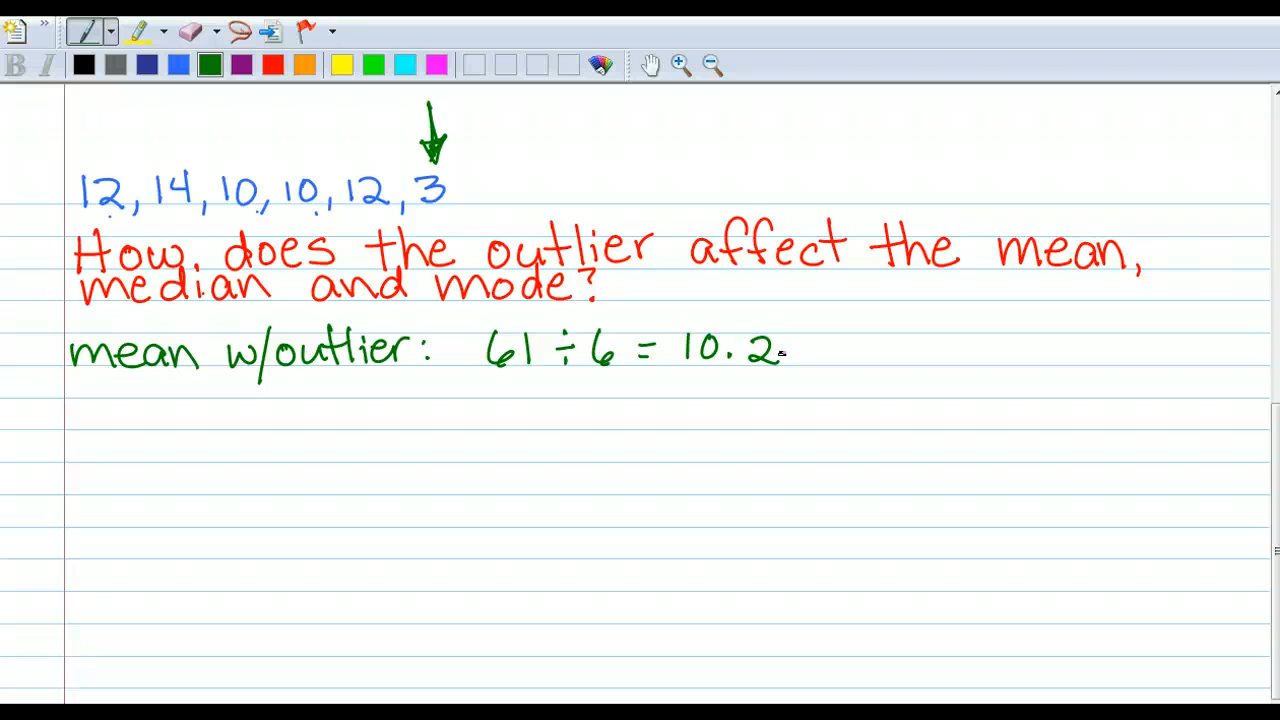 B I
12, 14, 10, 10, 12, 3
How does the outlier affect the mean,
median and mode?
mean w/outlier: 61 ÷ 6 = 10.2